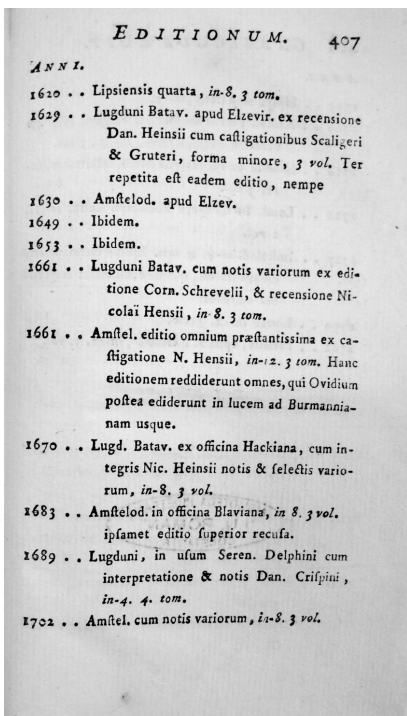 EDITIONUM. 407
ANNI.
1620 . . Lipsiensis quarta, in-8. 3 tom.
1629 . . Lugduni Batav. apud Elzevir. ex recensione
Dan. Heinsii cum caſtigationibus Scaligeri
& Gruteri, forma minore, 3 vol. Ter
repetita eſt eadem editio, nempe
1630 . . Amſtelod. apud Elzev.
1649 . . Ibidem.
1653 . . Ibidem.
1661 . . Lugduni Batav. cum notis variorum ex edi-
tione Corn. Schrevelii, & recensione Ni-
colaï Hensii, in 8. 3 tom.
1661 . . Amſtel. editio omnium præſtantissima ex ca-
ſtigatione N. Hensii, in-12. 3 tom. Hanc
editionem reddiderunt omnes, qui Ovidium
poſtea ediderunt in lucem ad Burmannia-
nam usque.
1670 . . Lugd. Batav. ex officina Hackiana, cum in-
tegris Nic. Heinsii notis & ſelectis vario-
rum, in-8. 3 vol.
1683 . . Amſtelod. in officina Blaviana, in 8. 3 vol.
ipſamet editio ſuperior recuſa.
1689 . . Lugduni, in uſum Seren. Delphini cum
interpretatione & notis Dan. Criſpini,
in-4. 4. tom.
1702 . . Amſtel. cum notis variorum, in-8. 3 vol.